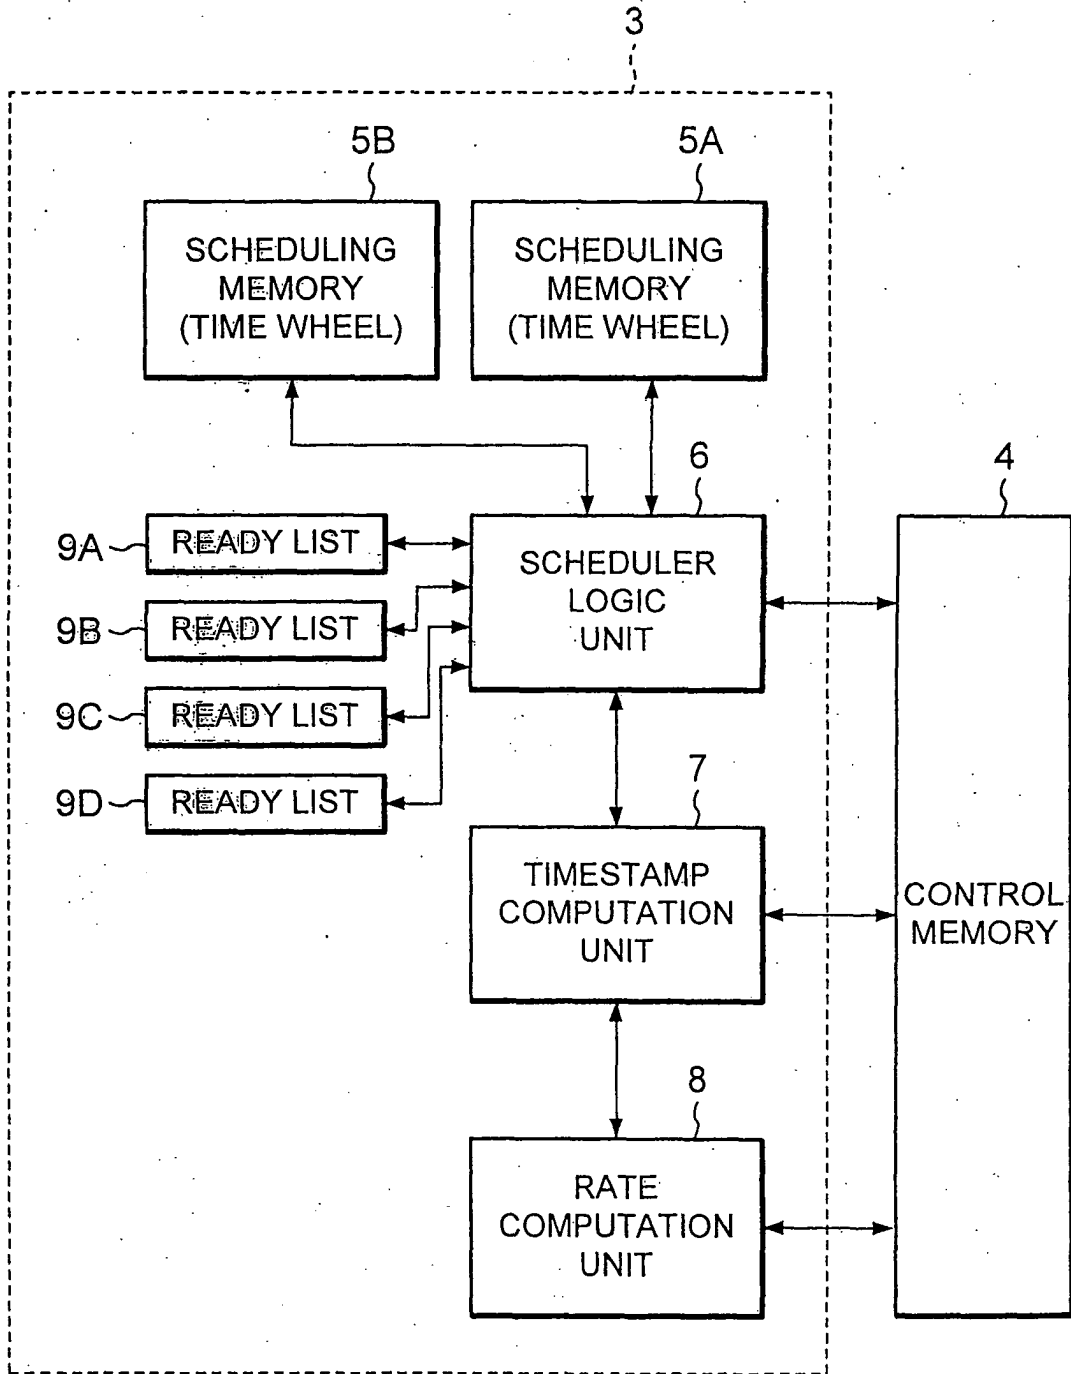 3
5B
5A
SCHEDULING
MEMORY
(TIME WHEEL)
SCHEDULING
MEMORY
(TIME WHEEL)
6
4
9A
READY LIST
9B
READY LIST
9C
READY LIST
9D
READY LIST
SCHEDULER
LOGIC
UNIT
7
TIMESTAMP
COMPUTATION
UNIT
CONTROL
MEMORY
8
RATE
COMPUTATION
UNIT